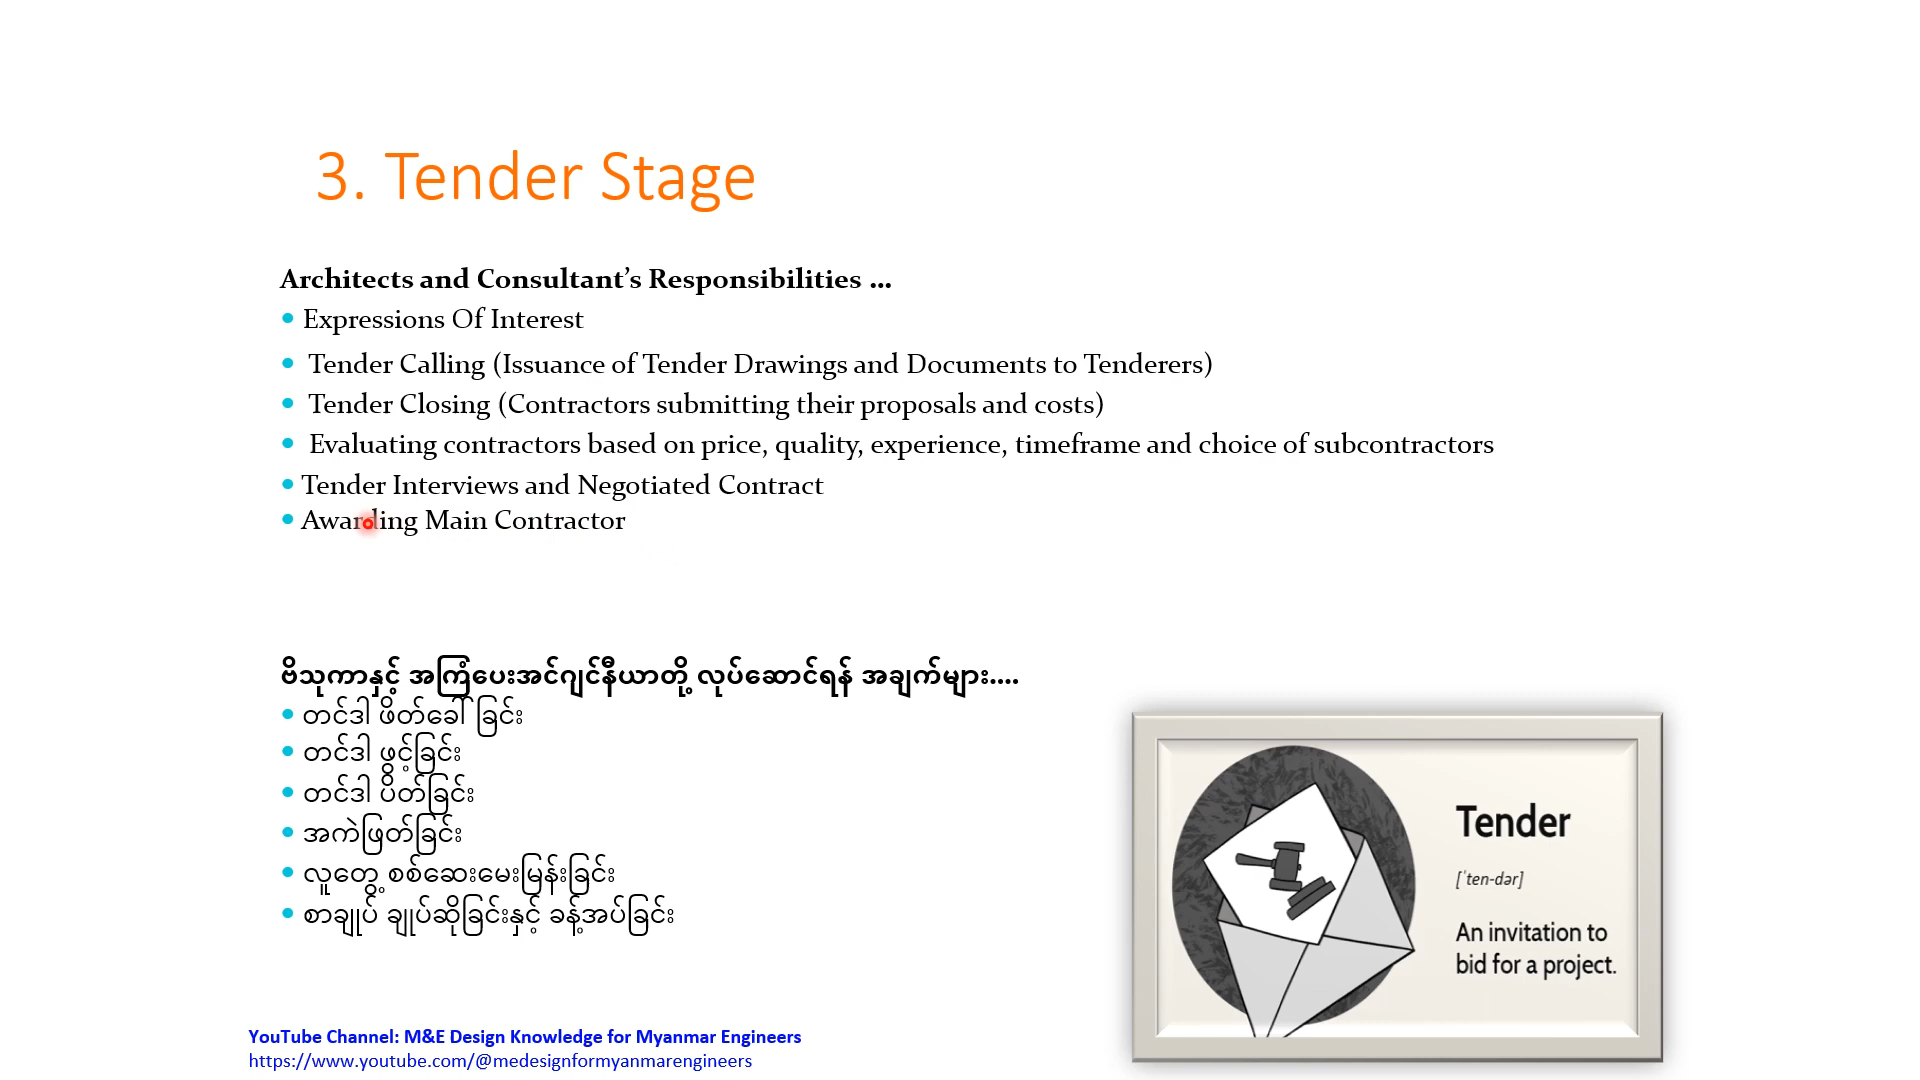 3. Tender Stage
Architects and Consultant’s Responsibilities ...
• Expressions Of Interest
• Tender Calling (Issuance of Tender Drawings and Documents to Tenderers)
• Tender Closing (Contractors submitting their proposals and costs)
• Evaluating contractors based on price, quality, experience, timeframe and choice of subcontractors
• Tender Interviews and Negotiated Contract
• Awarding Main Contractor
ဗိသုကာနှင့် အကြံပေးအင်ဂျင်နီယာတို့ လုပ်ဆောင်ရန် အချက်များ....
• တင်ဒါ ဖိတ်ခေါ် ခြင်း
• တင်ဒါ ဖွင့်ခြင်း
• တင်ဒါ ပိတ်ခြင်း
• အကဲဖြတ်ခြင်း
• လူတွေ့ စစ်ဆေးမေးမြန်းခြင်း
• စာချုပ် ချုပ်ဆိုခြင်းနှင့် ခန့်အပ်ခြင်း
Tender
[ˈten-dər]
An invitation to
bid for a project.
YouTube Channel: M&E Design Knowledge for Myanmar Engineers
https://www.youtube.com/@medesignformyanmarengineers